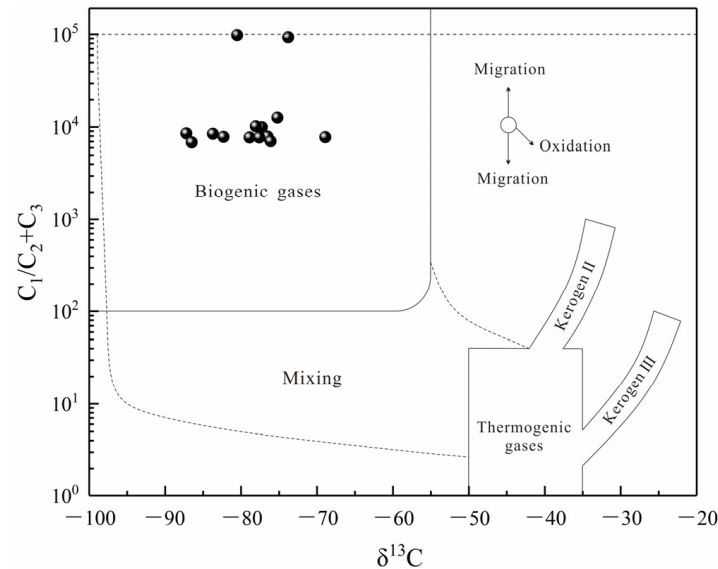 10⁵
10⁴
10³
10²
10¹
10⁰
C₁/C₂+C₃
Migration
Oxidation
Migration
Biogenic gases
Kerogen II
Kerogen III
Mixing
Thermogenic
gases
−100 −90 −80 −70 −60 −50 −40 −30 −20
δ¹³C